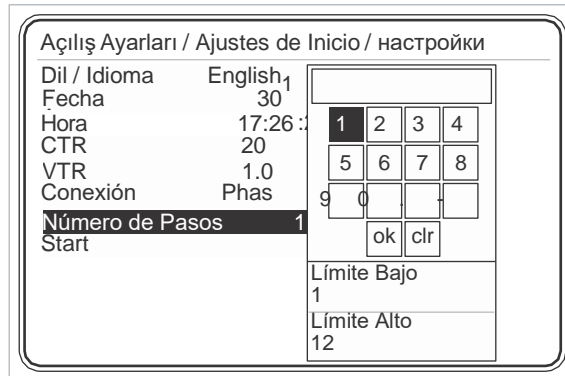 Açılış Ayarları / Ajustes de Inicio / настройки
Dil / Idioma English
Fecha 30 1
Hora 17:26
CTR 20
VTR 1.0
Conexión Phas
Número de Pasos 1
Start
1 2 3 4
5 6 7 8
9 0 . -
ok clr
Límite Bajo
1
Límite Alto
12